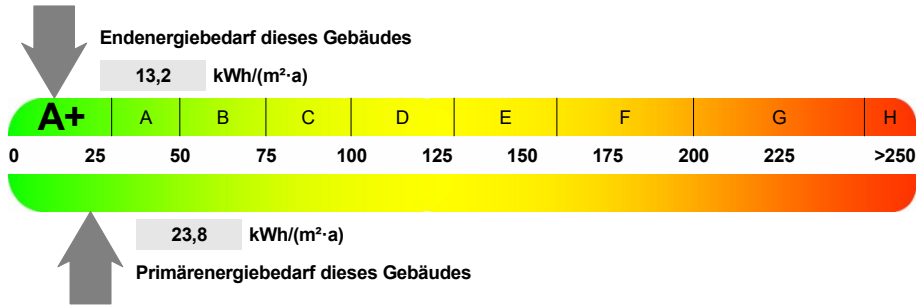 Endenergiebedarf dieses Gebäudes
13,2 kWh/(m²·a)
A+ A B C D E F G H
0 25 50 75 100 125 150 175 200 225 >250
23,8 kWh/(m²·a)
Primärenergiebedarf dieses Gebäudes